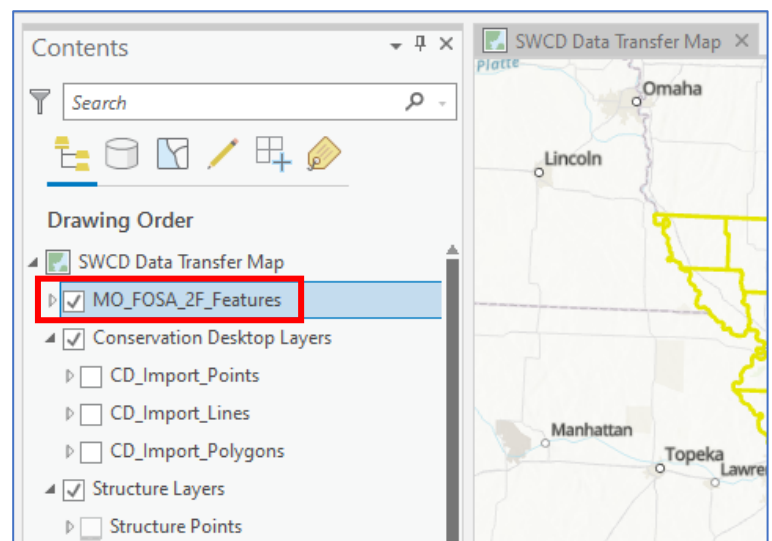 Contents
Search
Drawing Order
SWCD Data Transfer Map
MO_FOSA_2F_Features
Conservation Desktop Layers
CD_Import_Points
CD_Import_Lines
CD_Import_Polygons
Structure Layers
Structure Points
SWCD Data Transfer Map
Platte
Omaha
Lincoln
Manhattan
Topeka
Lawre